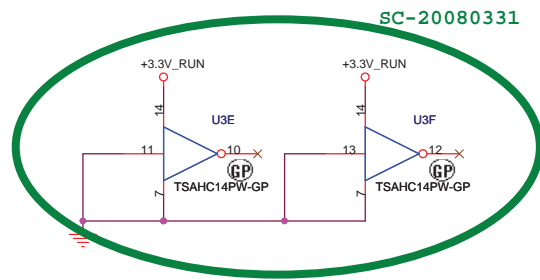 SC-20080331
+3.3V_RUN
+3.3V_RUN
14
U3E
14
U3F
11
10
13
12
GP
GP
7
TSAHC14PW-GP
7
TSAHC14PW-GP